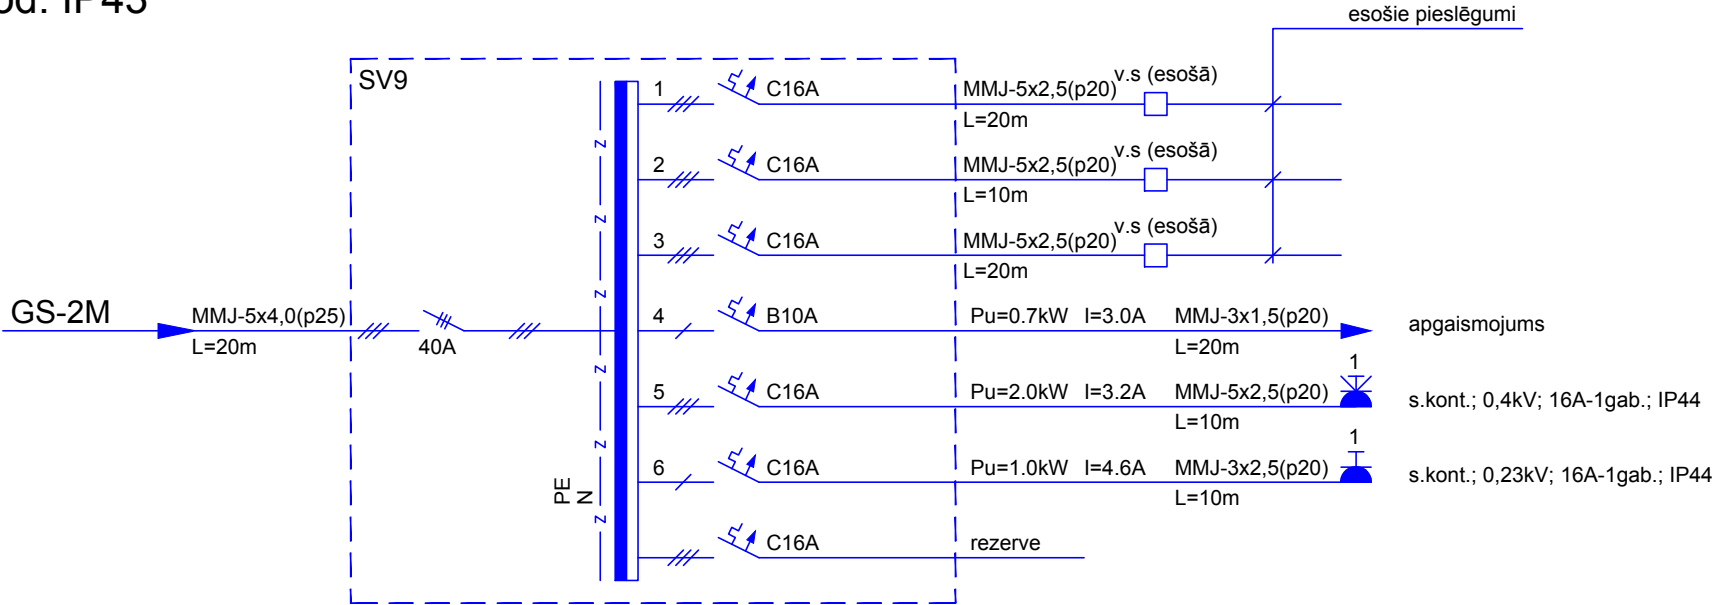 od. IP43
esošie pieslēgumi
SV9
1 C16A MMJ-5x2,5(p20) v.s (esošā)
L=20m
2 C16A MMJ-5x2,5(p20) v.s (esošā)
L=10m
3 C16A MMJ-5x2,5(p20) v.s (esošā)
L=20m
GS-2M MMJ-5x4,0(p25)
L=20m
40A
4 B10A Pu=0.7kW I=3.0A MMJ-3x1,5(p20) apgaismojums
L=20m
5 C16A Pu=2.0kW I=3.2A MMJ-5x2,5(p20) 1 s.kont.; 0,4kV; 16A-1gab.; IP44
L=10m
6 C16A Pu=1.0kW I=4.6A MMJ-3x2,5(p20) 1 s.kont.; 0,23kV; 16A-1gab.; IP44
L=10m
C16A rezerve
PE
N
z
z
z
z
z
z